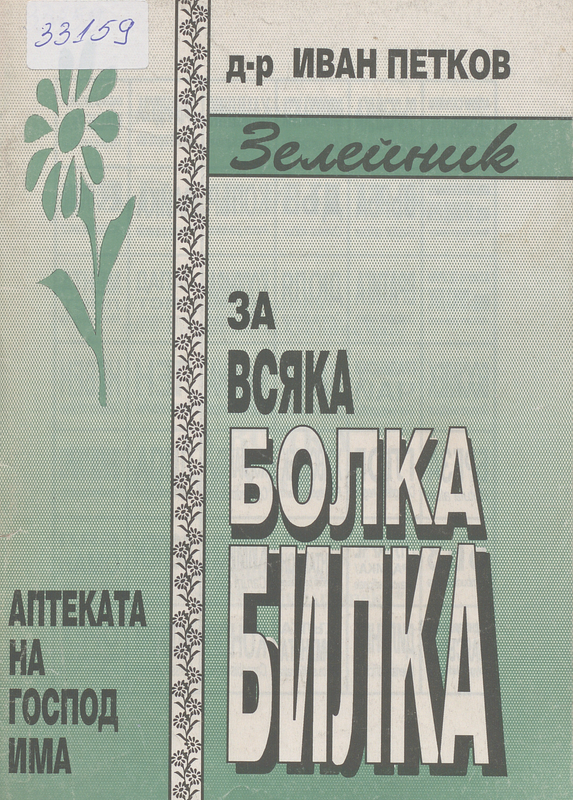 33159
д-р ИВАН ПЕТКОВ
Зелейник
ЗА
ВСЯКА
БОЛКА
БИЛКА
АПТЕКАТА
НА
ГОСПОД
ИМА